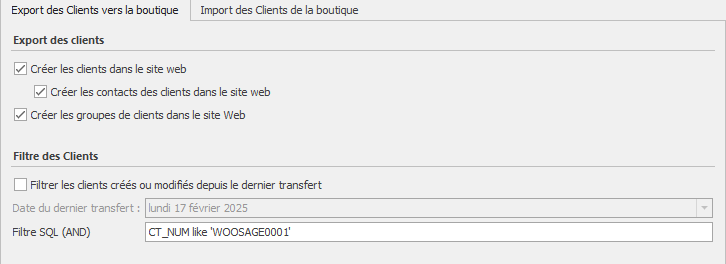 Export des Clients vers la boutique
Import des Clients de la boutique
Export des clients
Créer les clients dans le site web
Créer les contacts des clients dans le site web
Créer les groupes de clients dans le site Web
Filtre des Clients
Filtrer les clients créés ou modifiés depuis le dernier transfert
Date du dernier transfert : lundi 17 février 2025
Filtre SQL (AND) CT_NUM like 'WOOSAGE0001'